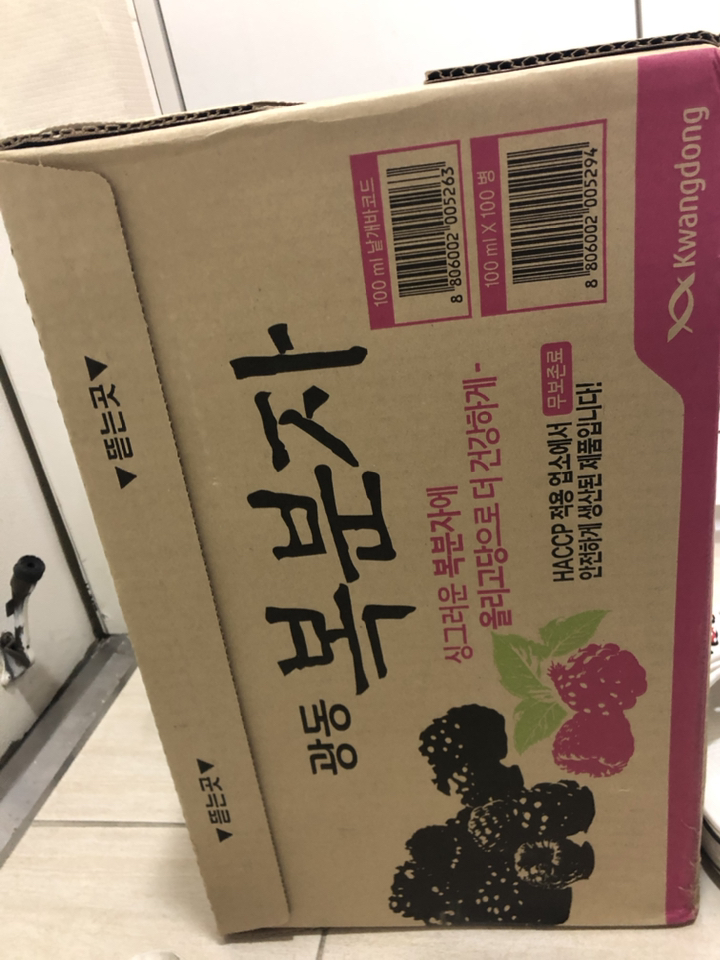 ▼뜯는곳▼
▼뜯는곳▼
광동
복분자
싱그러운 복분자에
올리고당으로 더 건강하게-
HACCP 적용 업소에서 무보존료
안전하게 생산된 제품입니다!
100 ml 낱개바코드
8 806002 005263
100 ml X 100 병
8 806002 005294
Kwangdong